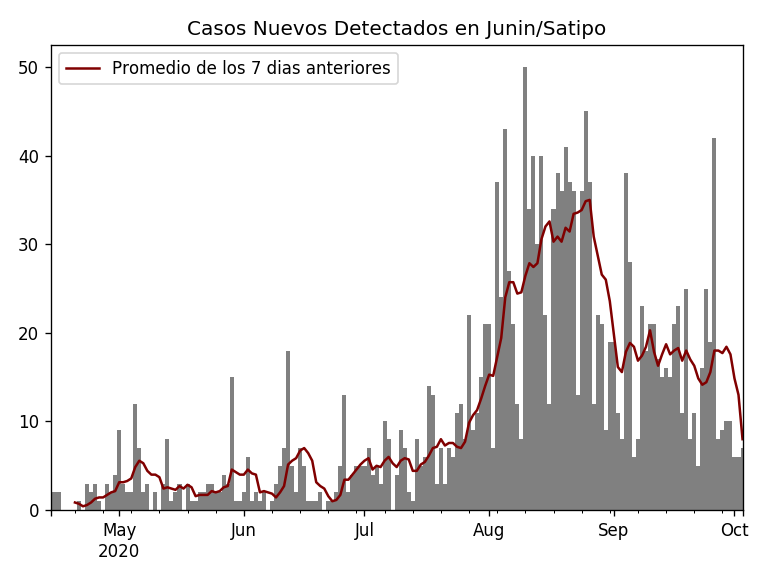 Casos Nuevos Detectados en Junin/Satipo
Promedio de los 7 dias anteriores
50
40
30
20
10
0
May Jun Jul Aug Sep Oct
2020